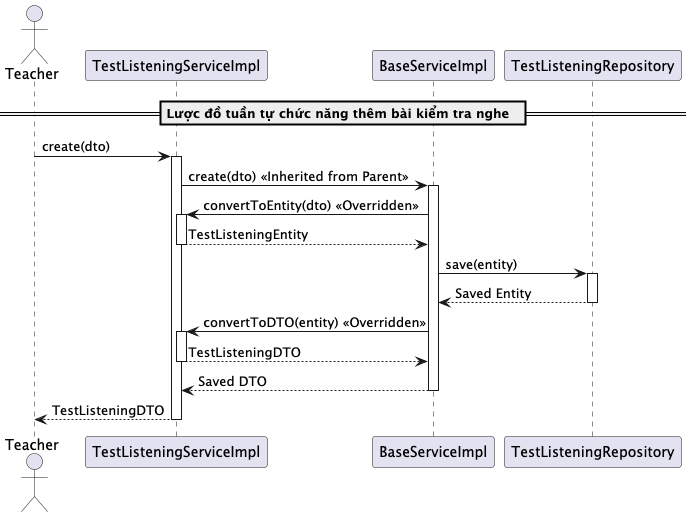 Teacher
TestListeningServiceImpl
BaseServiceImpl
TestListeningRepository
Lược đồ tuần tự chức năng thêm bài kiểm tra nghe
create(dto)
create(dto) «Inherited from Parent»
convertToEntity(dto) «Overridden»
TestListeningEntity
save(entity)
Saved Entity
convertToDTO(entity) «Overridden»
TestListeningDTO
Saved DTO
TestListeningDTO
Teacher
TestListeningServiceImpl
BaseServiceImpl
TestListeningRepository